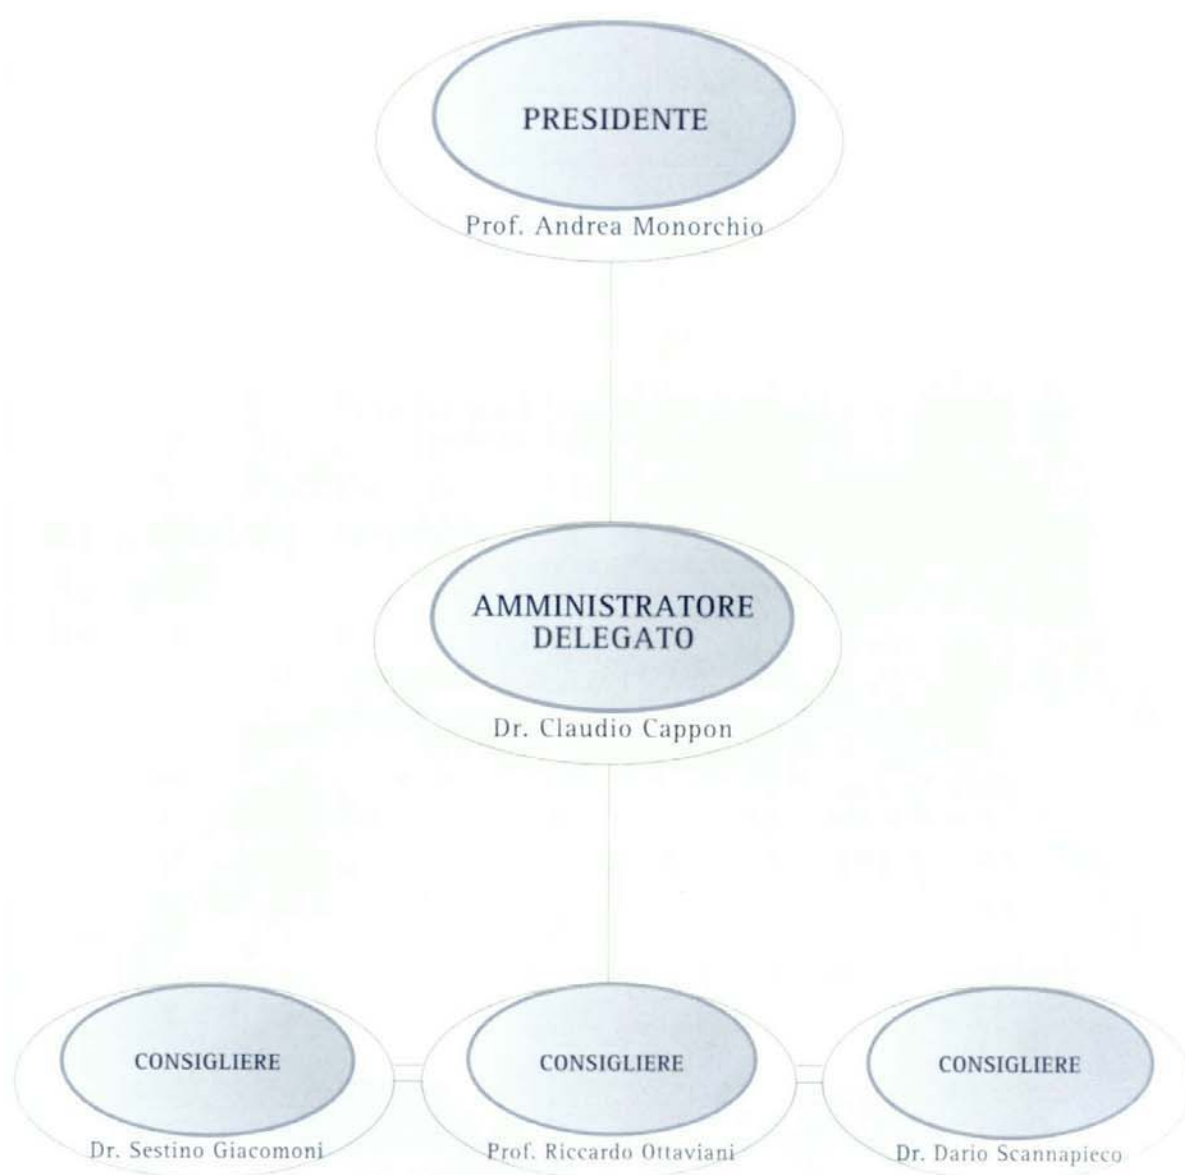 PRESIDENTE
Prof. Andrea Monorchio
AMMINISTRATORE
DELEGATO
Dr. Claudio Cappon
CONSIGLIERE
Dr. Sestino Giacomoni
CONSIGLIERE
Prof. Riccardo Ottaviani
CONSIGLIERE
Dr. Dario Scannapieco